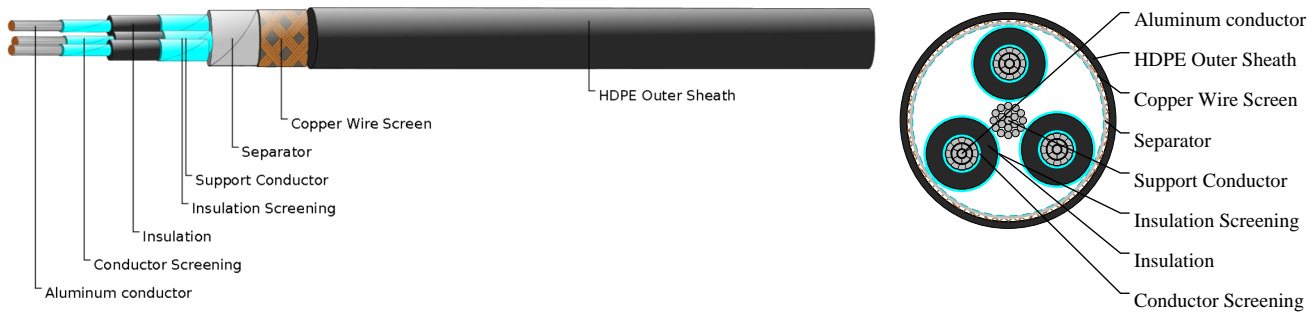 HDPE Outer Sheath
Copper Wire Screen
Separator
Support Conductor
Insulation Screening
Insulation
Conductor Screening
Aluminum conductor
Aluminum conductor
HDPE Outer Sheath
Copper Wire Screen
Separator
Support Conductor
Insulation Screening
Insulation
Conductor Screening